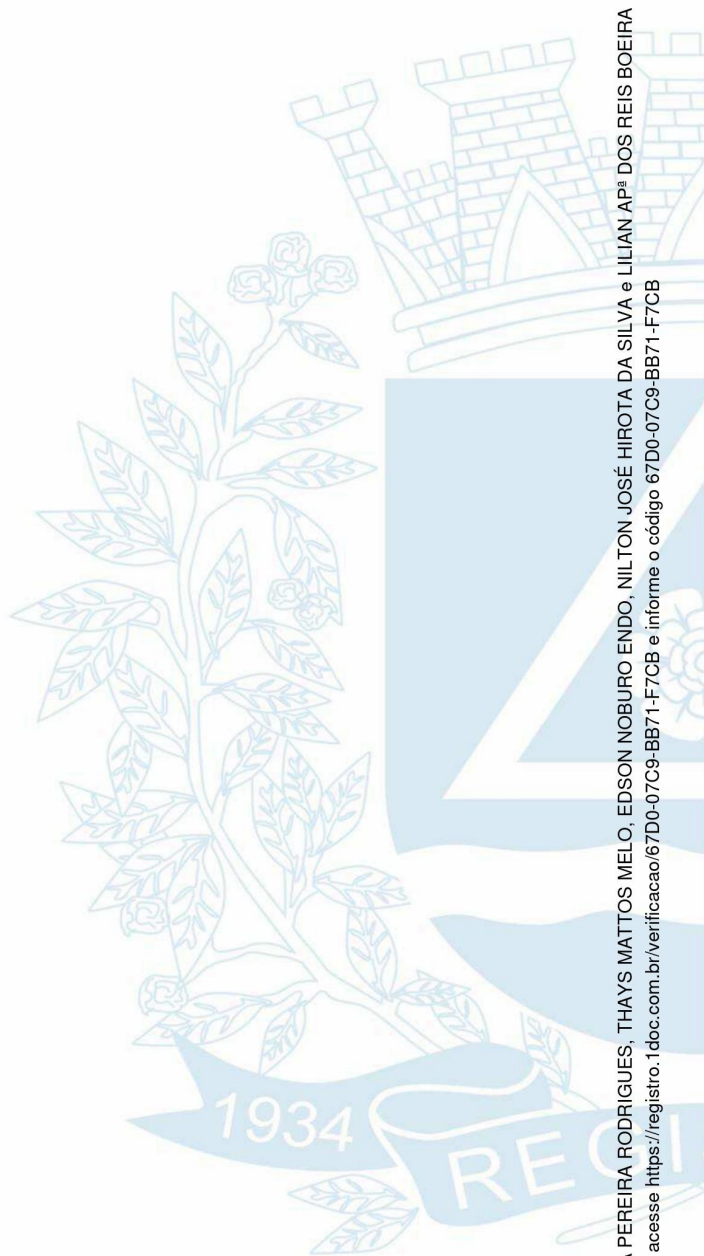 PEREIRA RODRIGUES, THAYS MATTOS MELO, EDSON NOBURO ENDO, NILTON JOSÉ HIROTA DA SILVA e LILIAN APª DOS REIS BOEIRA
acesse https://registro.1doc.com.br/verificacao/67D0-07C9-BB71-F7CB e informe o código 67D0-07C9-BB71-F7CB
1934
REGI